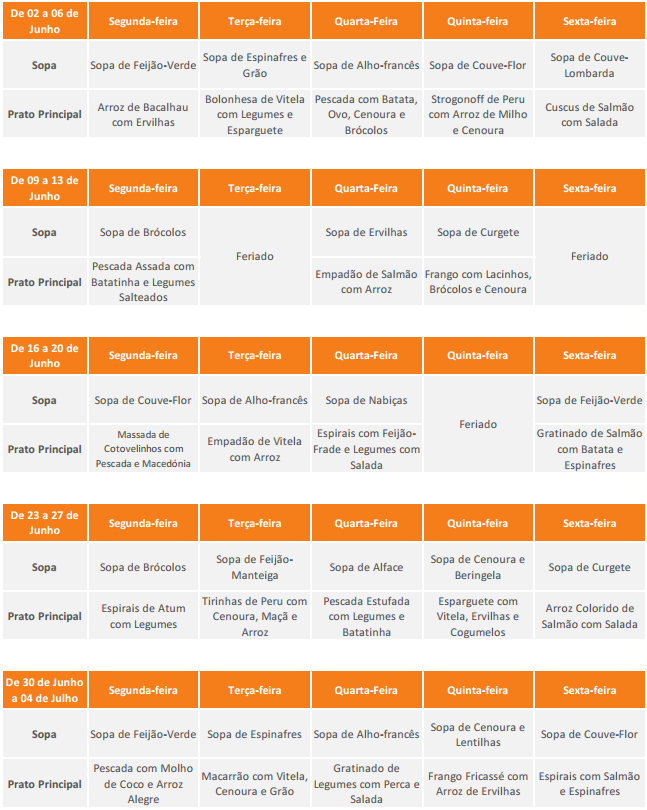 De 02 a 06 de
Junho
Segunda-feira
Terça-feira
Quarta-Feira
Quinta-feira
Sexta-feira
Sopa
Sopa de Feijão-Verde
Sopa de Espinafres e
Grão
Sopa de Alho-francês
Sopa de Couve-Flor
Sopa de Couve-
Lombarda
Prato Principal
Arroz de Bacalhau
com Ervilhas
Bolonhesa de Vitela
com Legumes e
Esparguete
Pescada com Batata,
Ovo, Cenoura e
Brócolos
Strogonoff de Peru
com Arroz de Milho
e Cenoura
Cuscus de Salmão
com Salada
De 09 a 13 de
Junho
Segunda-feira
Terça-feira
Quarta-Feira
Quinta-feira
Sexta-feira
Sopa
Sopa de Brócolos
Feriado
Sopa de Ervilhas
Sopa de Curgete
Feriado
Prato Principal
Pescada Assada com
Batatinha e Legumes
Salteados
Empadão de Salmão
com Arroz
Frango com Lacinhos,
Brócolos e Cenoura
De 16 a 20 de
Junho
Segunda-feira
Terça-feira
Quarta-Feira
Quinta-feira
Sexta-feira
Sopa
Sopa de Couve-Flor
Sopa de Alho-francês
Sopa de Nabiças
Feriado
Sopa de Feijão-Verde
Prato Principal
Massada de
Cotovelinhos com
Pescada e Macedónia
Empadão de Vitela
com Arroz
Espirais com Feijão-
Frade e Legumes com
Salada
Gratinado de Salmão
com Batata e
Espinafres
De 23 a 27 de
Junho
Segunda-feira
Terça-feira
Quarta-Feira
Quinta-feira
Sexta-feira
Sopa
Sopa de Brócolos
Sopa de Feijão-
Manteiga
Sopa de Alface
Sopa de Cenoura e
Beringela
Sopa de Curgete
Prato Principal
Espirais de Atum
com Legumes
Tirinhas de Peru com
Cenoura, Maçã e
Arroz
Pescada Estufada
com Legumes e
Batatinha
Esparguete com
Vitela, Ervilhas e
Cogumelos
Arroz Colorido de
Salmão com Salada
De 30 de Junho
a 04 de Julho
Segunda-feira
Terça-feira
Quarta-Feira
Quinta-feira
Sexta-feira
Sopa
Sopa de Feijão-Verde
Sopa de Espinafres
Sopa de Alho-francês
Sopa de Cenoura e
Lentilhas
Sopa de Couve-Flor
Prato Principal
Pescada com Molho
de Coco e Arroz
Alegre
Macarrão com Vitela,
Cenoura e Grão
Gratinado de
Legumes com Perca e
Salada
Frango Fricassé com
Arroz de Ervilhas
Espirais com Salmão
e Espinafres